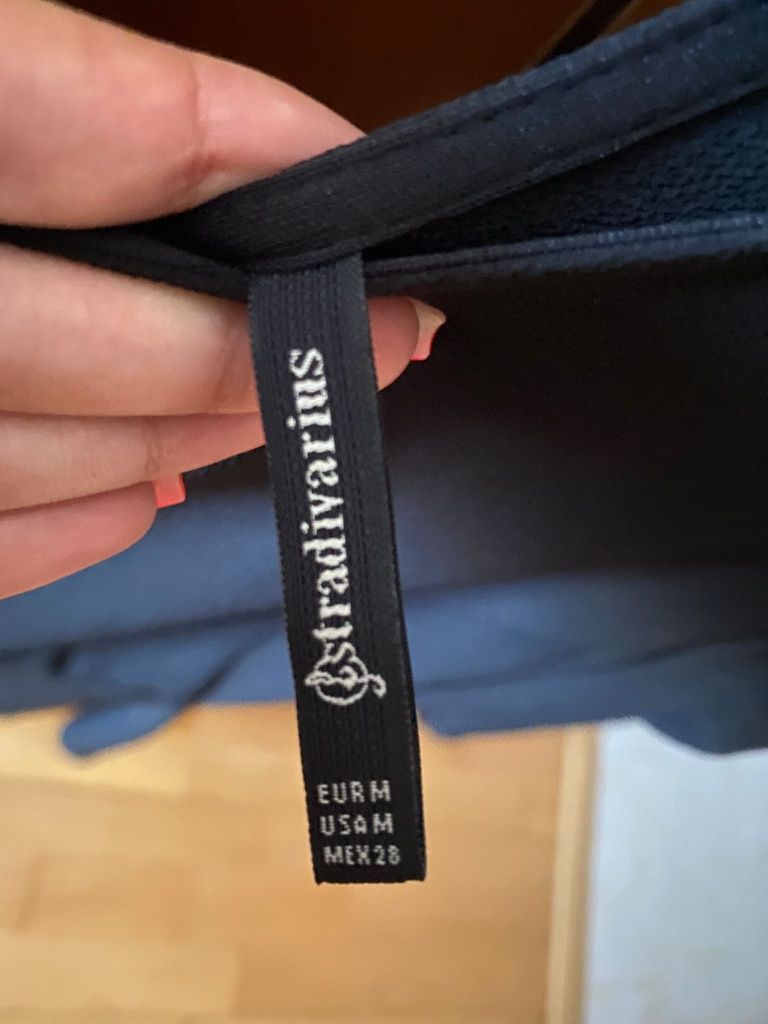 stradivarius
EUR M
USA M
MEX 28